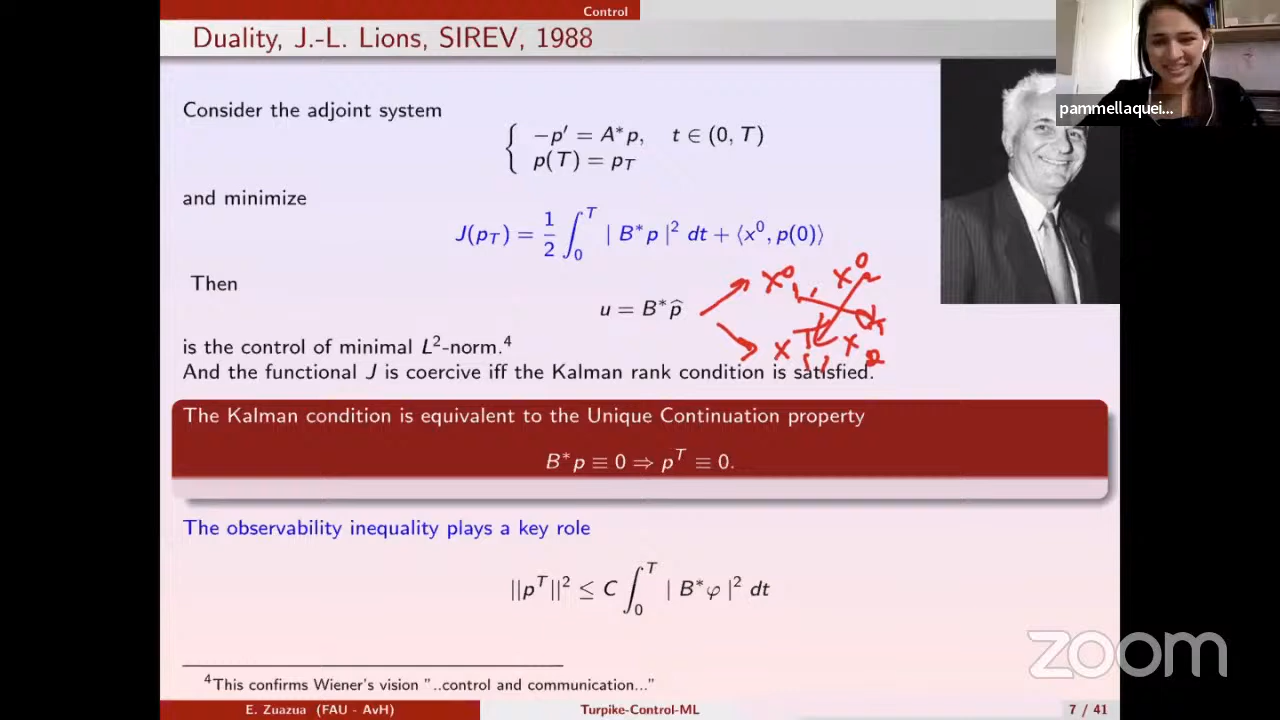 Control
Duality, J.-L. Lions, SIREV, 1988
pammellaquei...
Consider the adjoint system
−p′ = A*p, t ∈ (0, T)
p(T) = p_T
and minimize
J(p_T) = 1/2 ∫_0^T | B*p |² dt + ⟨x⁰, p(0)⟩
Then
u = B*p̂
is the control of minimal L²-norm.⁴
And the functional J is coercive iff the Kalman rank condition is satisfied.
The Kalman condition is equivalent to the Unique Continuation property
B*p ≡ 0 ⇒ p^T ≡ 0.
The observability inequality plays a key role
||p^T||² ≤ C ∫_0^T | B*φ |² dt
zoom
⁴This confirms Wiener's vision "..control and communication..."
E. Zuazua (FAU - AvH)
Turpike-Control-ML
7 / 41